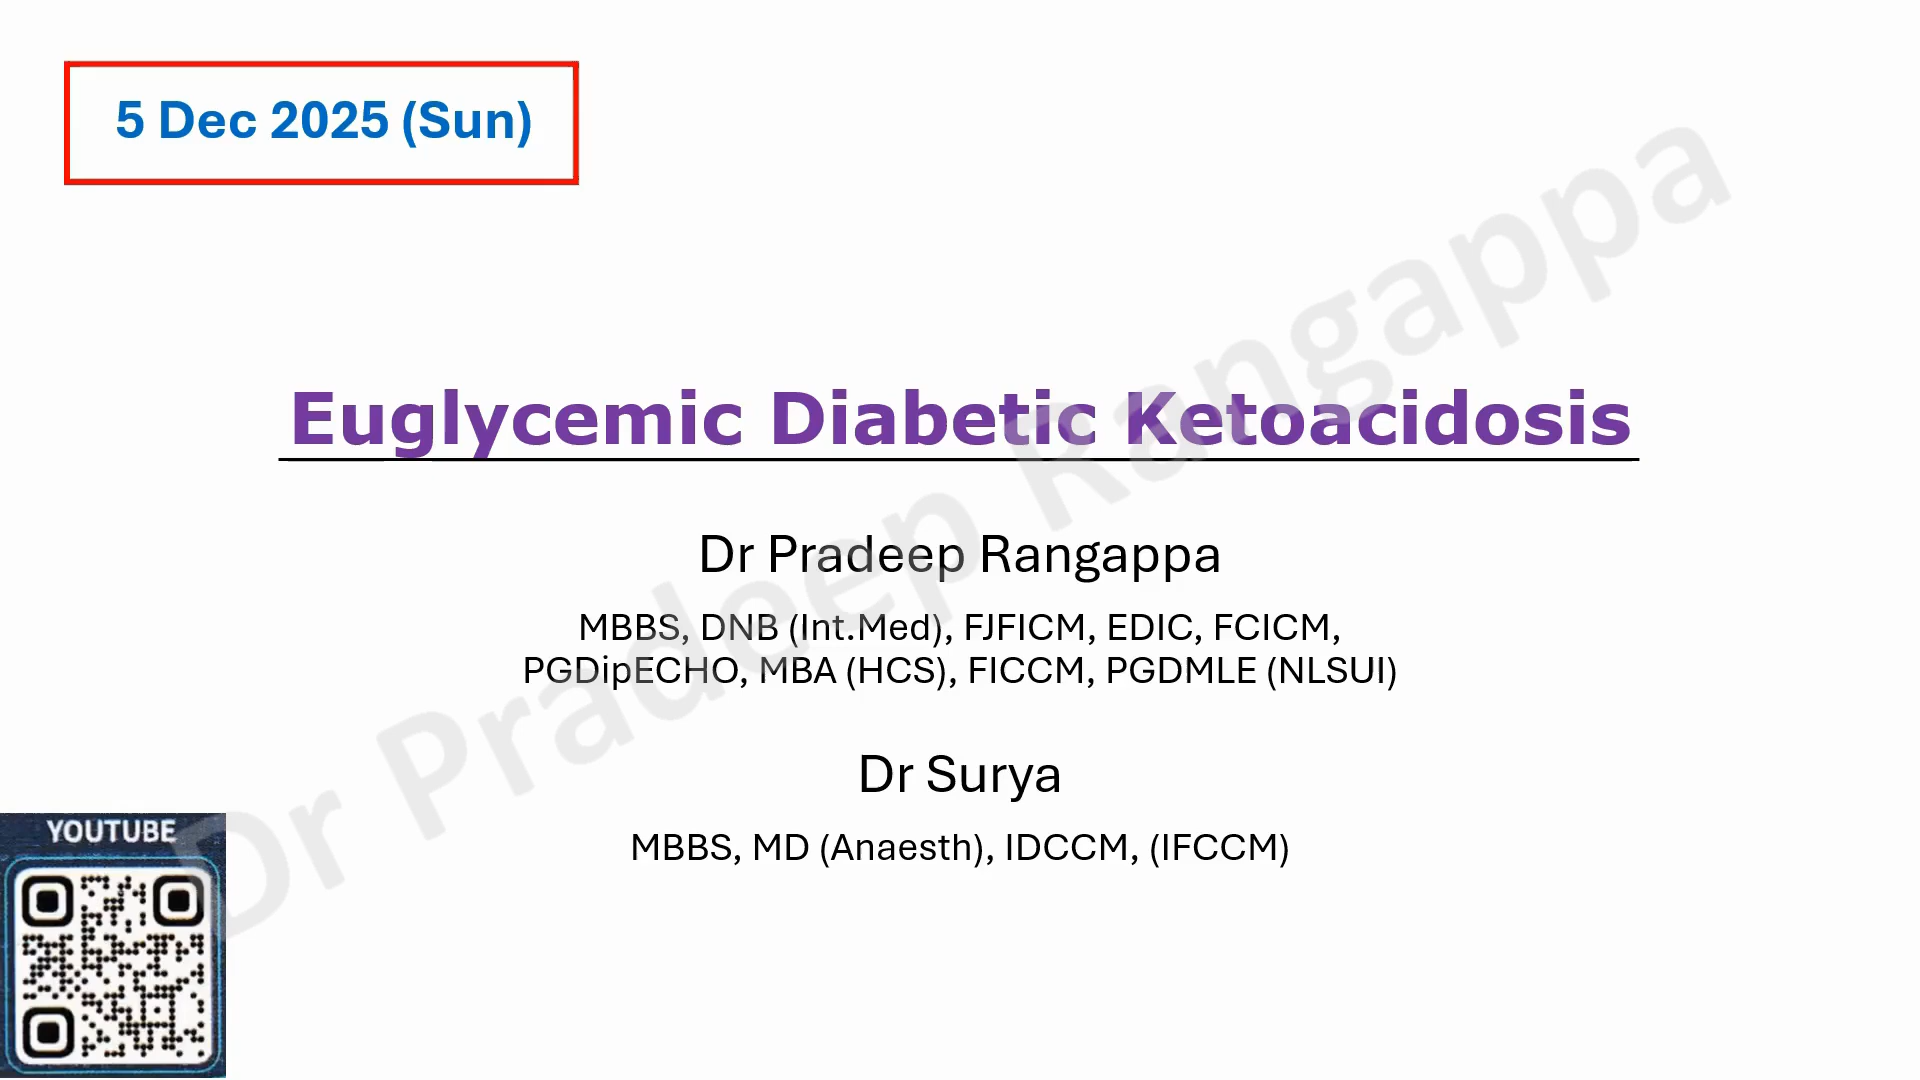 5 Dec 2025 (Sun)
Euglycemic Diabetic Ketoacidosis
Dr Pradeep Rangappa
MBBS, DNB (Int.Med), FJFICM, EDIC, FCICM,
PGDipECHO, MBA (HCS), FICCM, PGDMLE (NLSUI)
Dr Surya
MBBS, MD (Anaesth), IDCCM, (IFCCM)
YOUTUBE
Dr Pradeep Rangappa